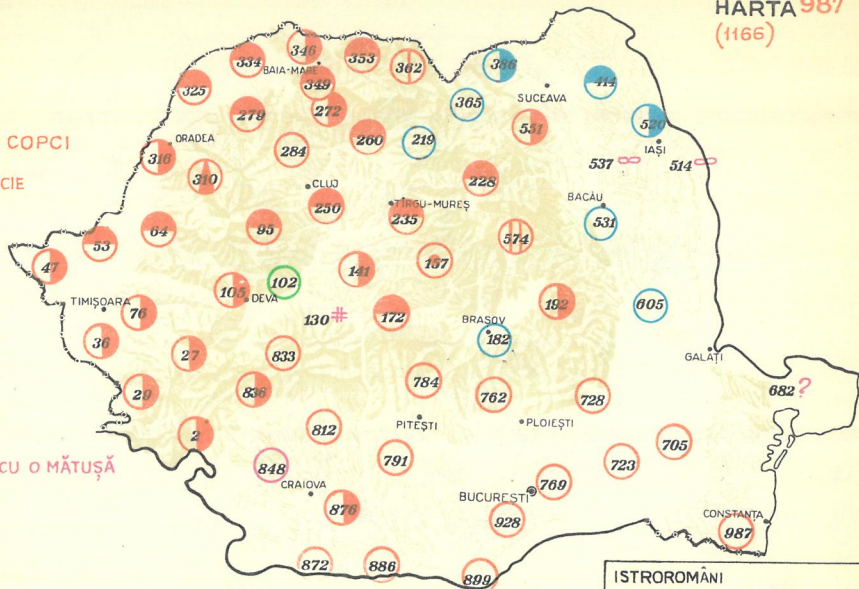 HARTA 987
(1166)
COPCI
CIE
CU O MĂTUȘĂ
346
334
353
362
BAIA-MARE
349
325
386
414
365
SUCEAVA
279
272
520
551
219
IAȘI
ORADEA
260
316
284
537
514
310
228
CLUJ
250
TÎRGU-MUREȘ
235
BACĂU
531
64
95
574
53
47
157
141
102
105
DEVA
192
605
TIMIȘOARA
76
130 #
172
BRAȘOV
182
36
27
833
GALAȚI
29
836
784
762
728
682 ?
2
812
PITEȘTI
PLOIEȘTI
705
791
723
848
CRAIOVA
769
BUCUREȘTI
876
928
CONSTANȚA
987
872
886
899
ISTROROMÂNI